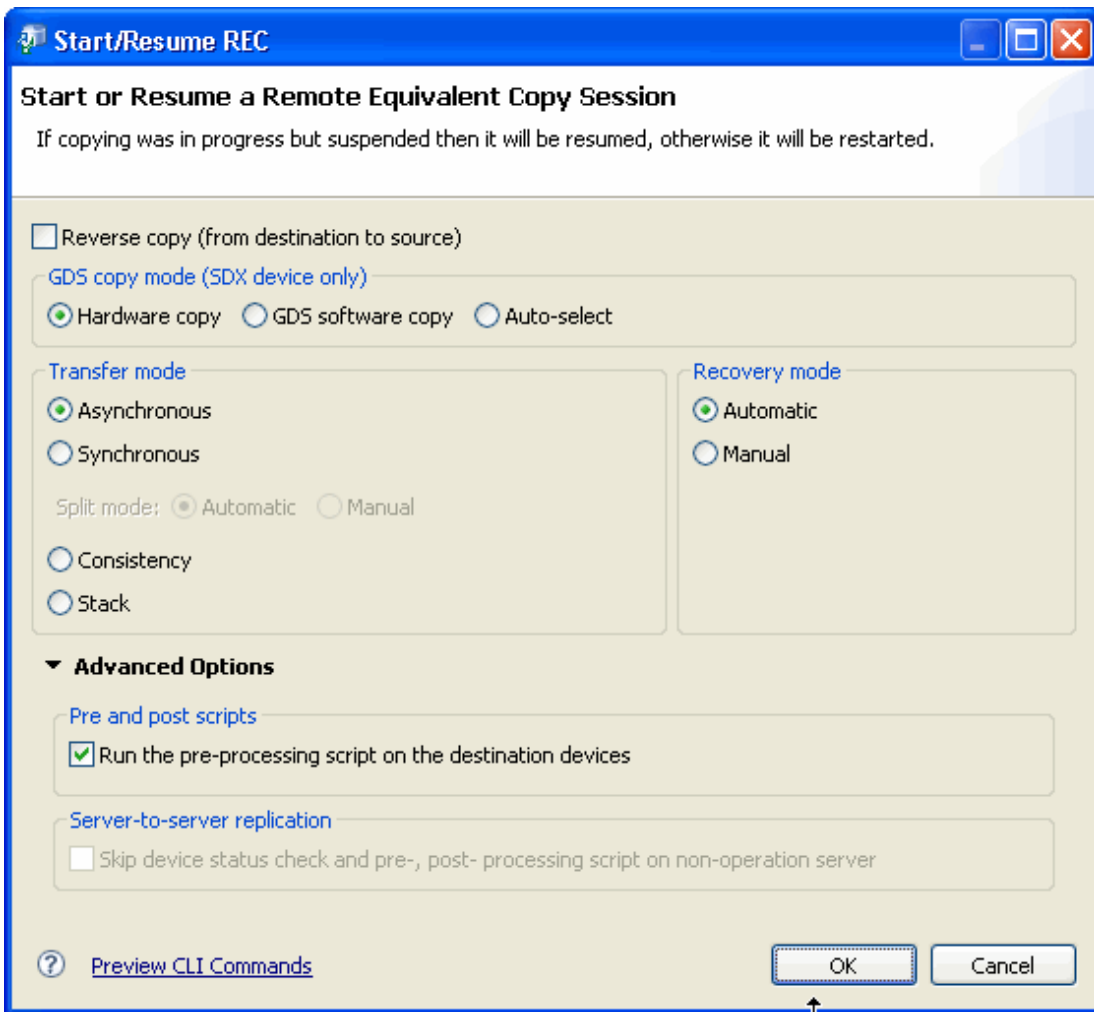 Start/Resume REC
Start or Resume a Remote Equivalent Copy Session
If copying was in progress but suspended then it will be resumed, otherwise it will be restarted.
Reverse copy (from destination to source)
GDS copy mode (SDX device only)
Hardware copy GDS software copy Auto-select
Transfer mode
Asynchronous
Synchronous
Split mode: Automatic Manual
Consistency
Stack
Recovery mode
Automatic
Manual
Advanced Options
Pre and post scripts
Run the pre-processing script on the destination devices
Server-to-server replication
Skip device status check and pre-, post- processing script on non-operation server
? Preview CLI Commands OK Cancel